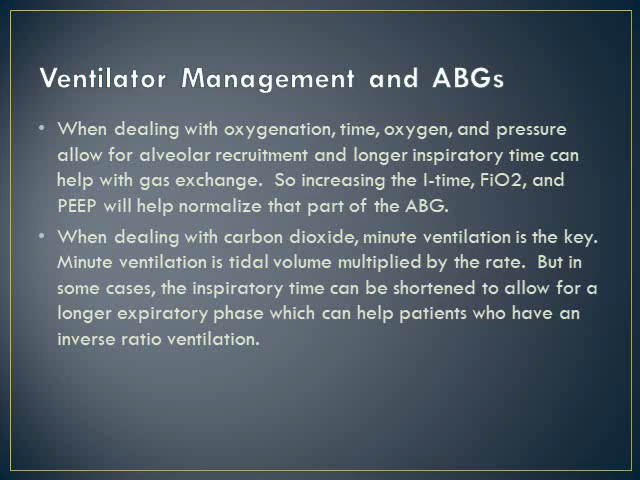 Ventilator Management and ABGs
• When dealing with oxygenation, time, oxygen, and pressure
allow for alveolar recruitment and longer inspiratory time can
help with gas exchange. So increasing the I-time, FiO2, and
PEEP will help normalize that part of the ABG.
• When dealing with carbon dioxide, minute ventilation is the key.
Minute ventilation is tidal volume multiplied by the rate. But in
some cases, the inspiratory time can be shortened to allow for a
longer expiratory phase which can help patients who have an
inverse ratio ventilation.